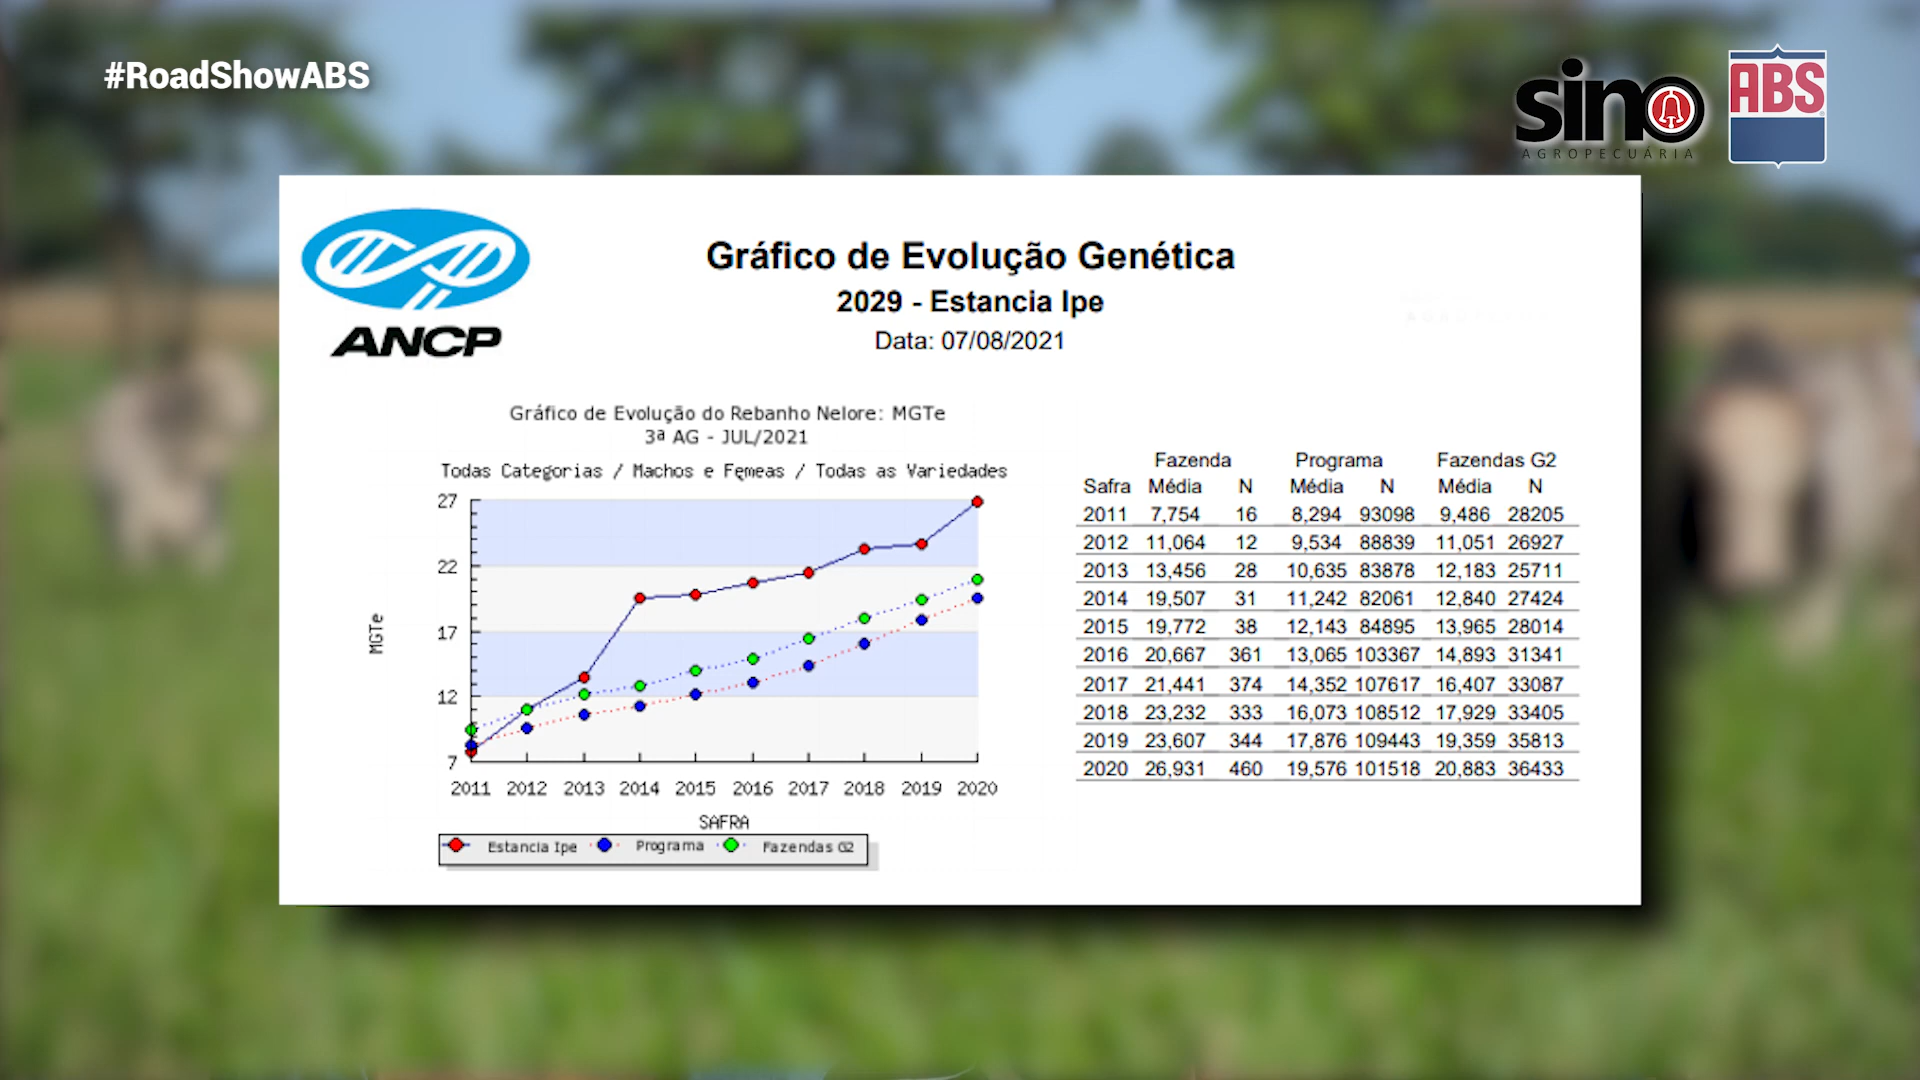 #RoadShowABS
sino
AGROPECUÁRIA
ABS
ANCP
Gráfico de Evolução Genética
2029 - Estancia Ipe
Data: 07/08/2021
Gráfico de Evolução do Rebanho Nelore: MGTe
3ª AG - JUL/2021
Todas Categorias / Machos e Femeas / Todas as Variedades
27
22
17
12
7
MGTe
2011 2012 2013 2014 2015 2016 2017 2018 2019 2020
SAFRA
Estancia Ipe Programa Fazendas G2
Fazenda Programa Fazendas G2
Safra Média N Média N Média N
2011 7,754 16 8,294 93098 9,486 28205
2012 11,064 12 9,534 88839 11,051 26927
2013 13,456 28 10,635 83878 12,183 25711
2014 19,507 31 11,242 82061 12,840 27424
2015 19,772 38 12,143 84895 13,965 28014
2016 20,667 361 13,065 103367 14,893 31341
2017 21,441 374 14,352 107617 16,407 33087
2018 23,232 333 16,073 108512 17,929 33405
2019 23,607 344 17,876 109443 19,359 35813
2020 26,931 460 19,576 101518 20,883 36433